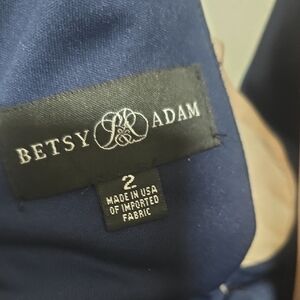 BETSY & ADAM
2
MADE IN USA
OF IMPORTED
FABRIC